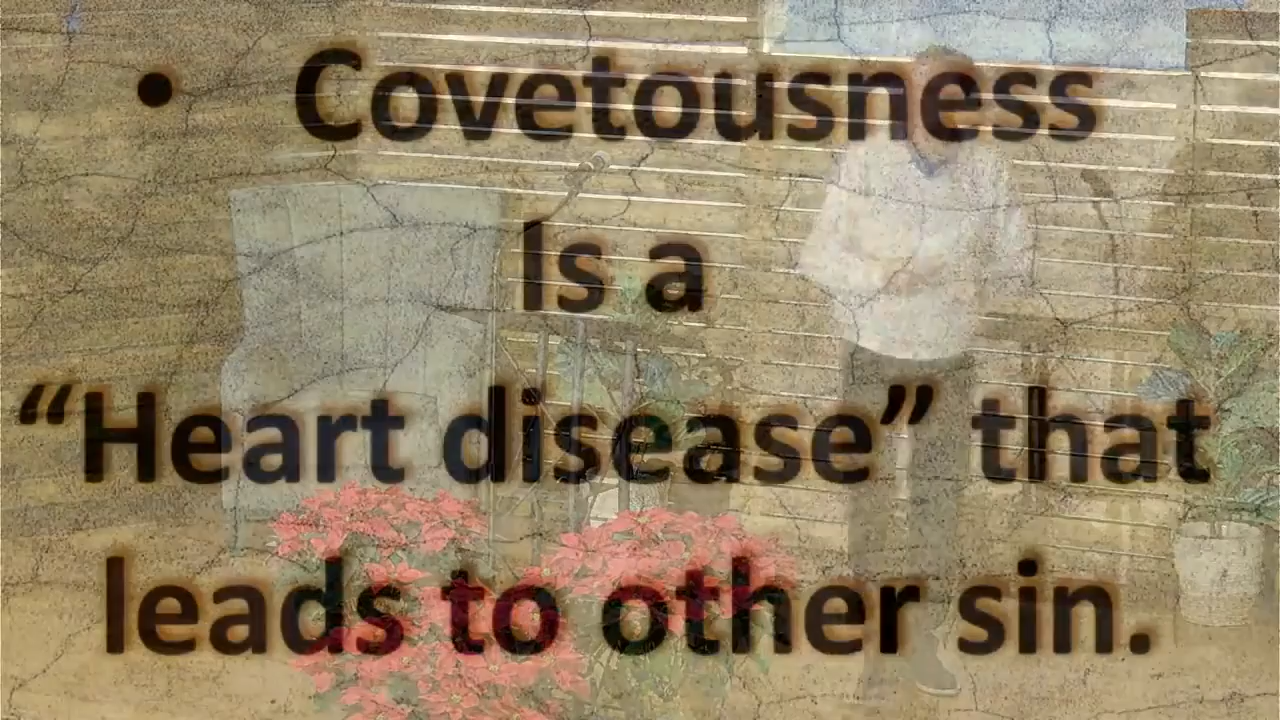 • Covetousness
Is a
“Heart disease” that
leads to other sin.